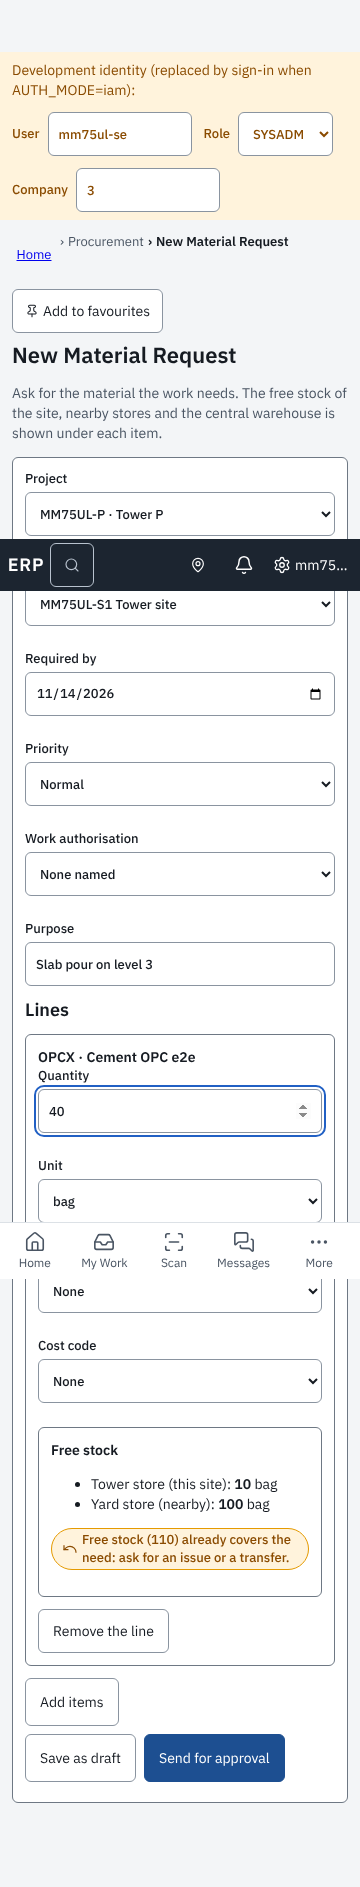 Development identity (replaced by sign-in when
AUTH_MODE=iam):
User mm75ul-se Role SYSADM
Company 3
Home › Procurement › New Material Request
Add to favourites
New Material Request
Ask for the material the work needs. The free stock of
the site, nearby stores and the central warehouse is
shown under each item.
Project
MM75UL-P · Tower P
ERP mm75...
MM75UL-S1 Tower site
Required by
11/14/2026
Priority
Normal
Work authorisation
None named
Purpose
Slab pour on level 3
Lines
OPCX · Cement OPC e2e
Quantity
40
Unit
bag
Home My Work Scan Messages More
None
Cost code
None
Free stock
• Tower store (this site): 10 bag
• Yard store (nearby): 100 bag
Free stock (110) already covers the
need: ask for an issue or a transfer.
Remove the line
Add items
Save as draft Send for approval